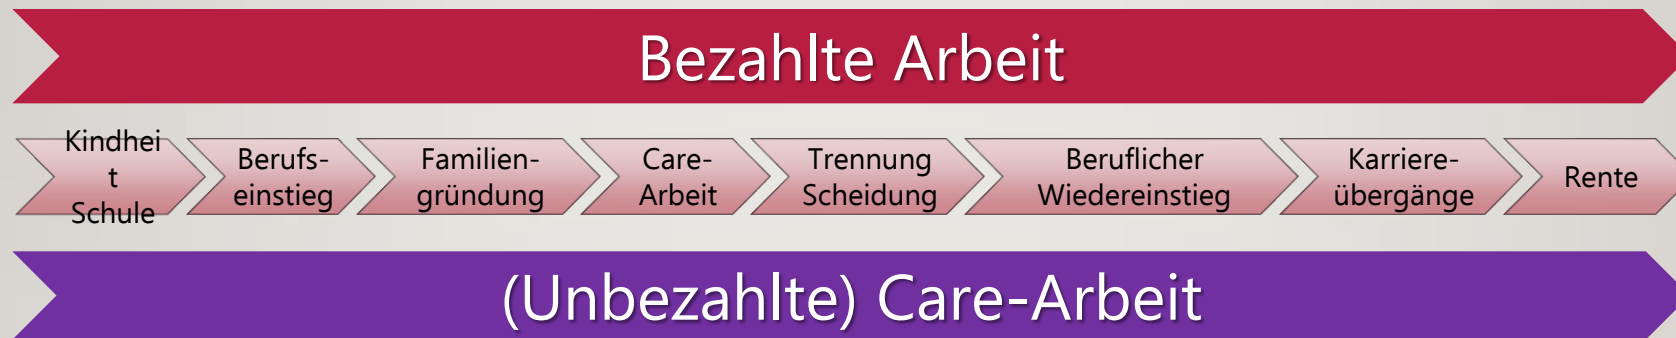 Bezahlte Arbeit
Kindhei
t
Schule
Berufs-
einstieg
Familien-
gründung
Care-
Arbeit
Trennung
Scheidung
Beruflicher
Wiedereinstieg
Karriere-
übergänge
Rente
(Unbezahlte) Care-Arbeit